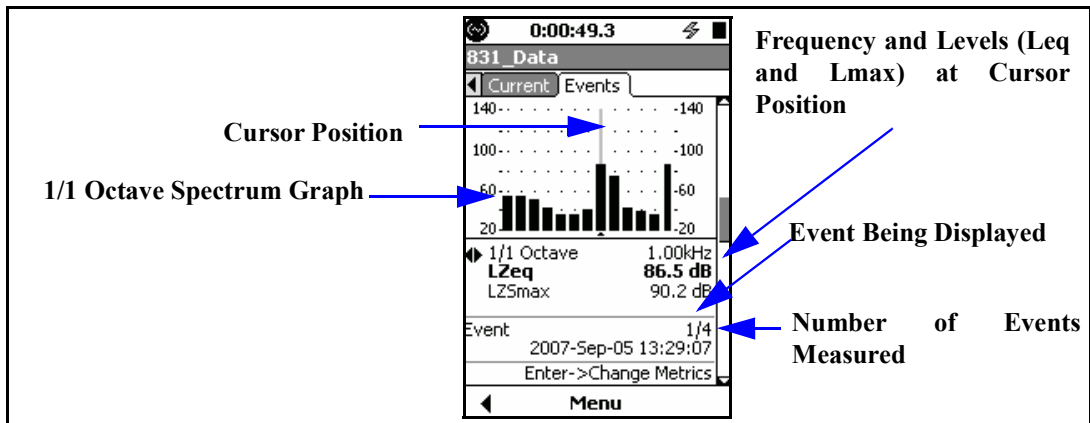 0:00:49.3
831_Data
Current Events
140 -140
100 -100
60 -60
20 -20
1/1 Octave 1.00kHz
LZeq 86.5 dB
LZSmax 90.2 dB
Event 1/4
2007-Sep-05 13:29:07
Enter->Change Metrics
Menu
Cursor Position
1/1 Octave Spectrum Graph
Frequency and Levels (Leq
and Lmax) at Cursor
Position
Event Being Displayed
Number of Events
Measured